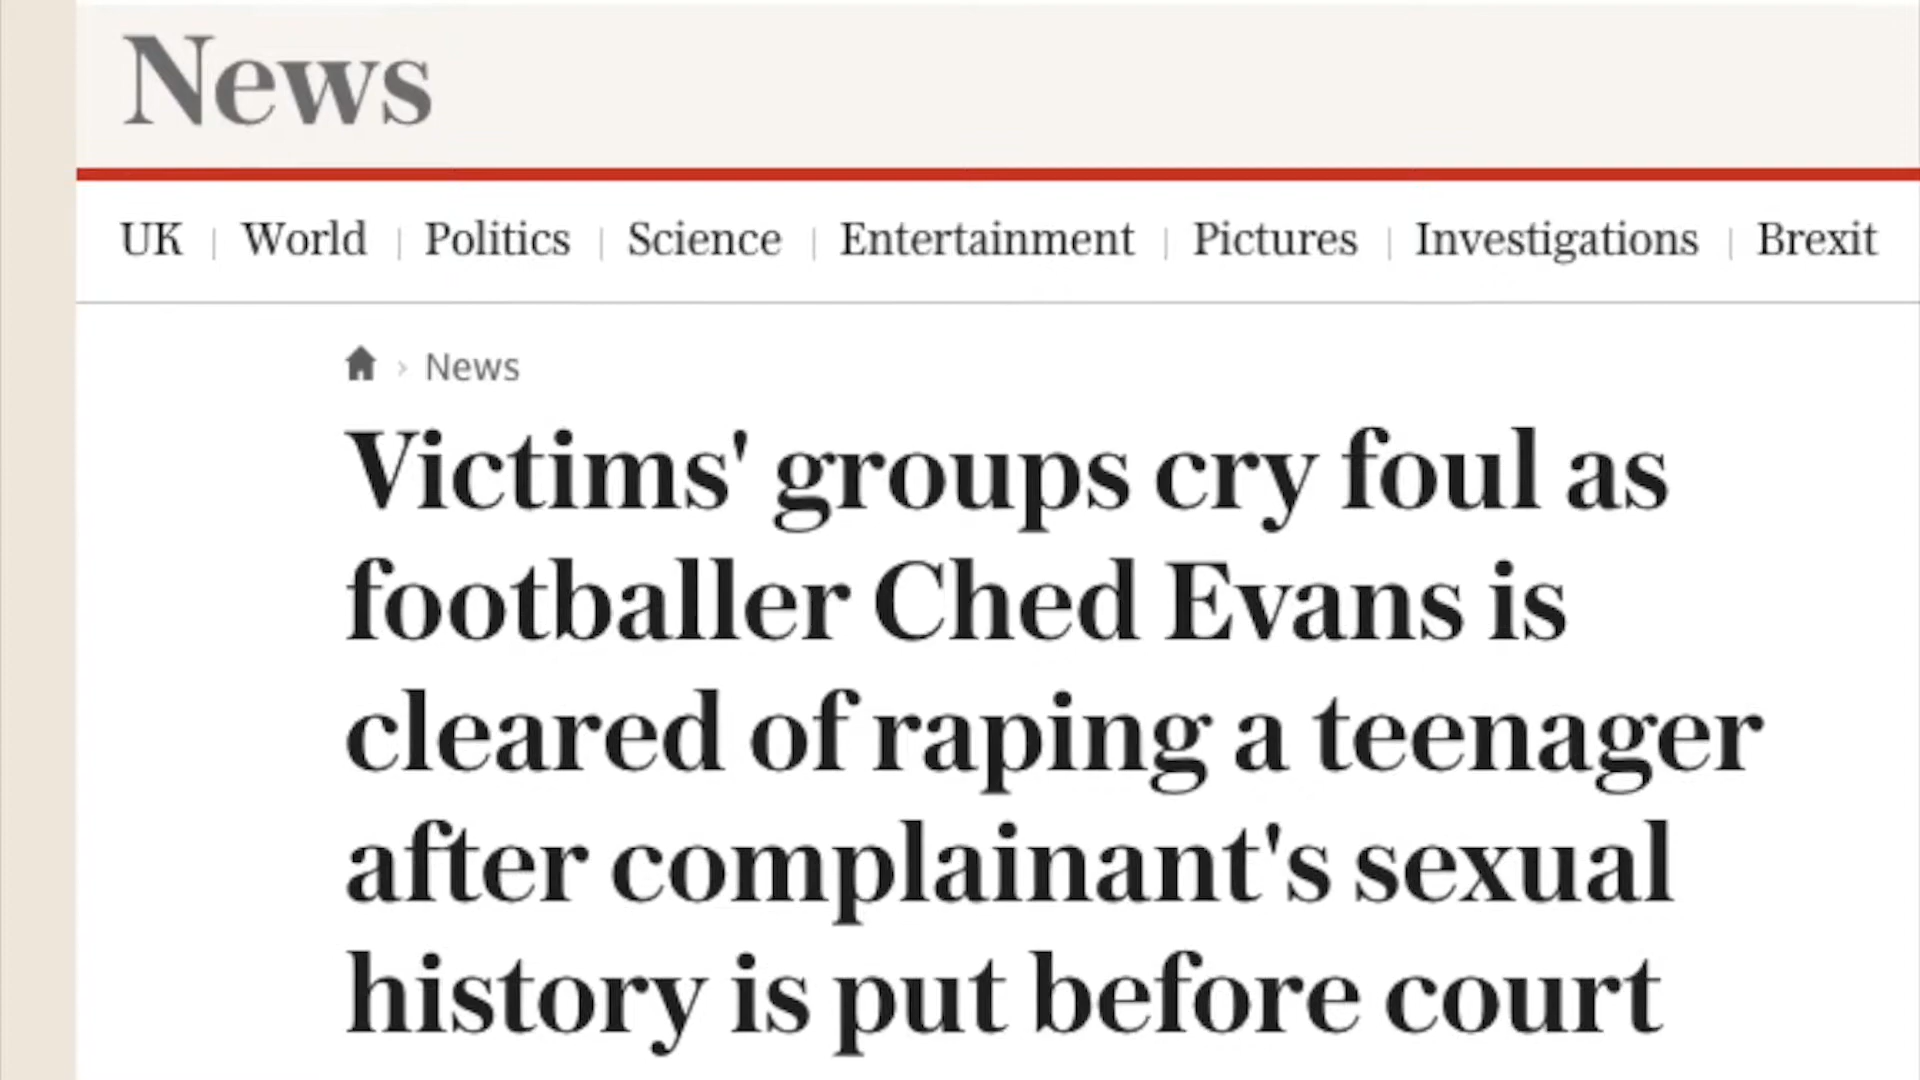 News
UK | World | Politics | Science | Entertainment | Pictures | Investigations | Brexit
› News
Victims' groups cry foul as
footballer Ched Evans is
cleared of raping a teenager
after complainant's sexual
history is put before court